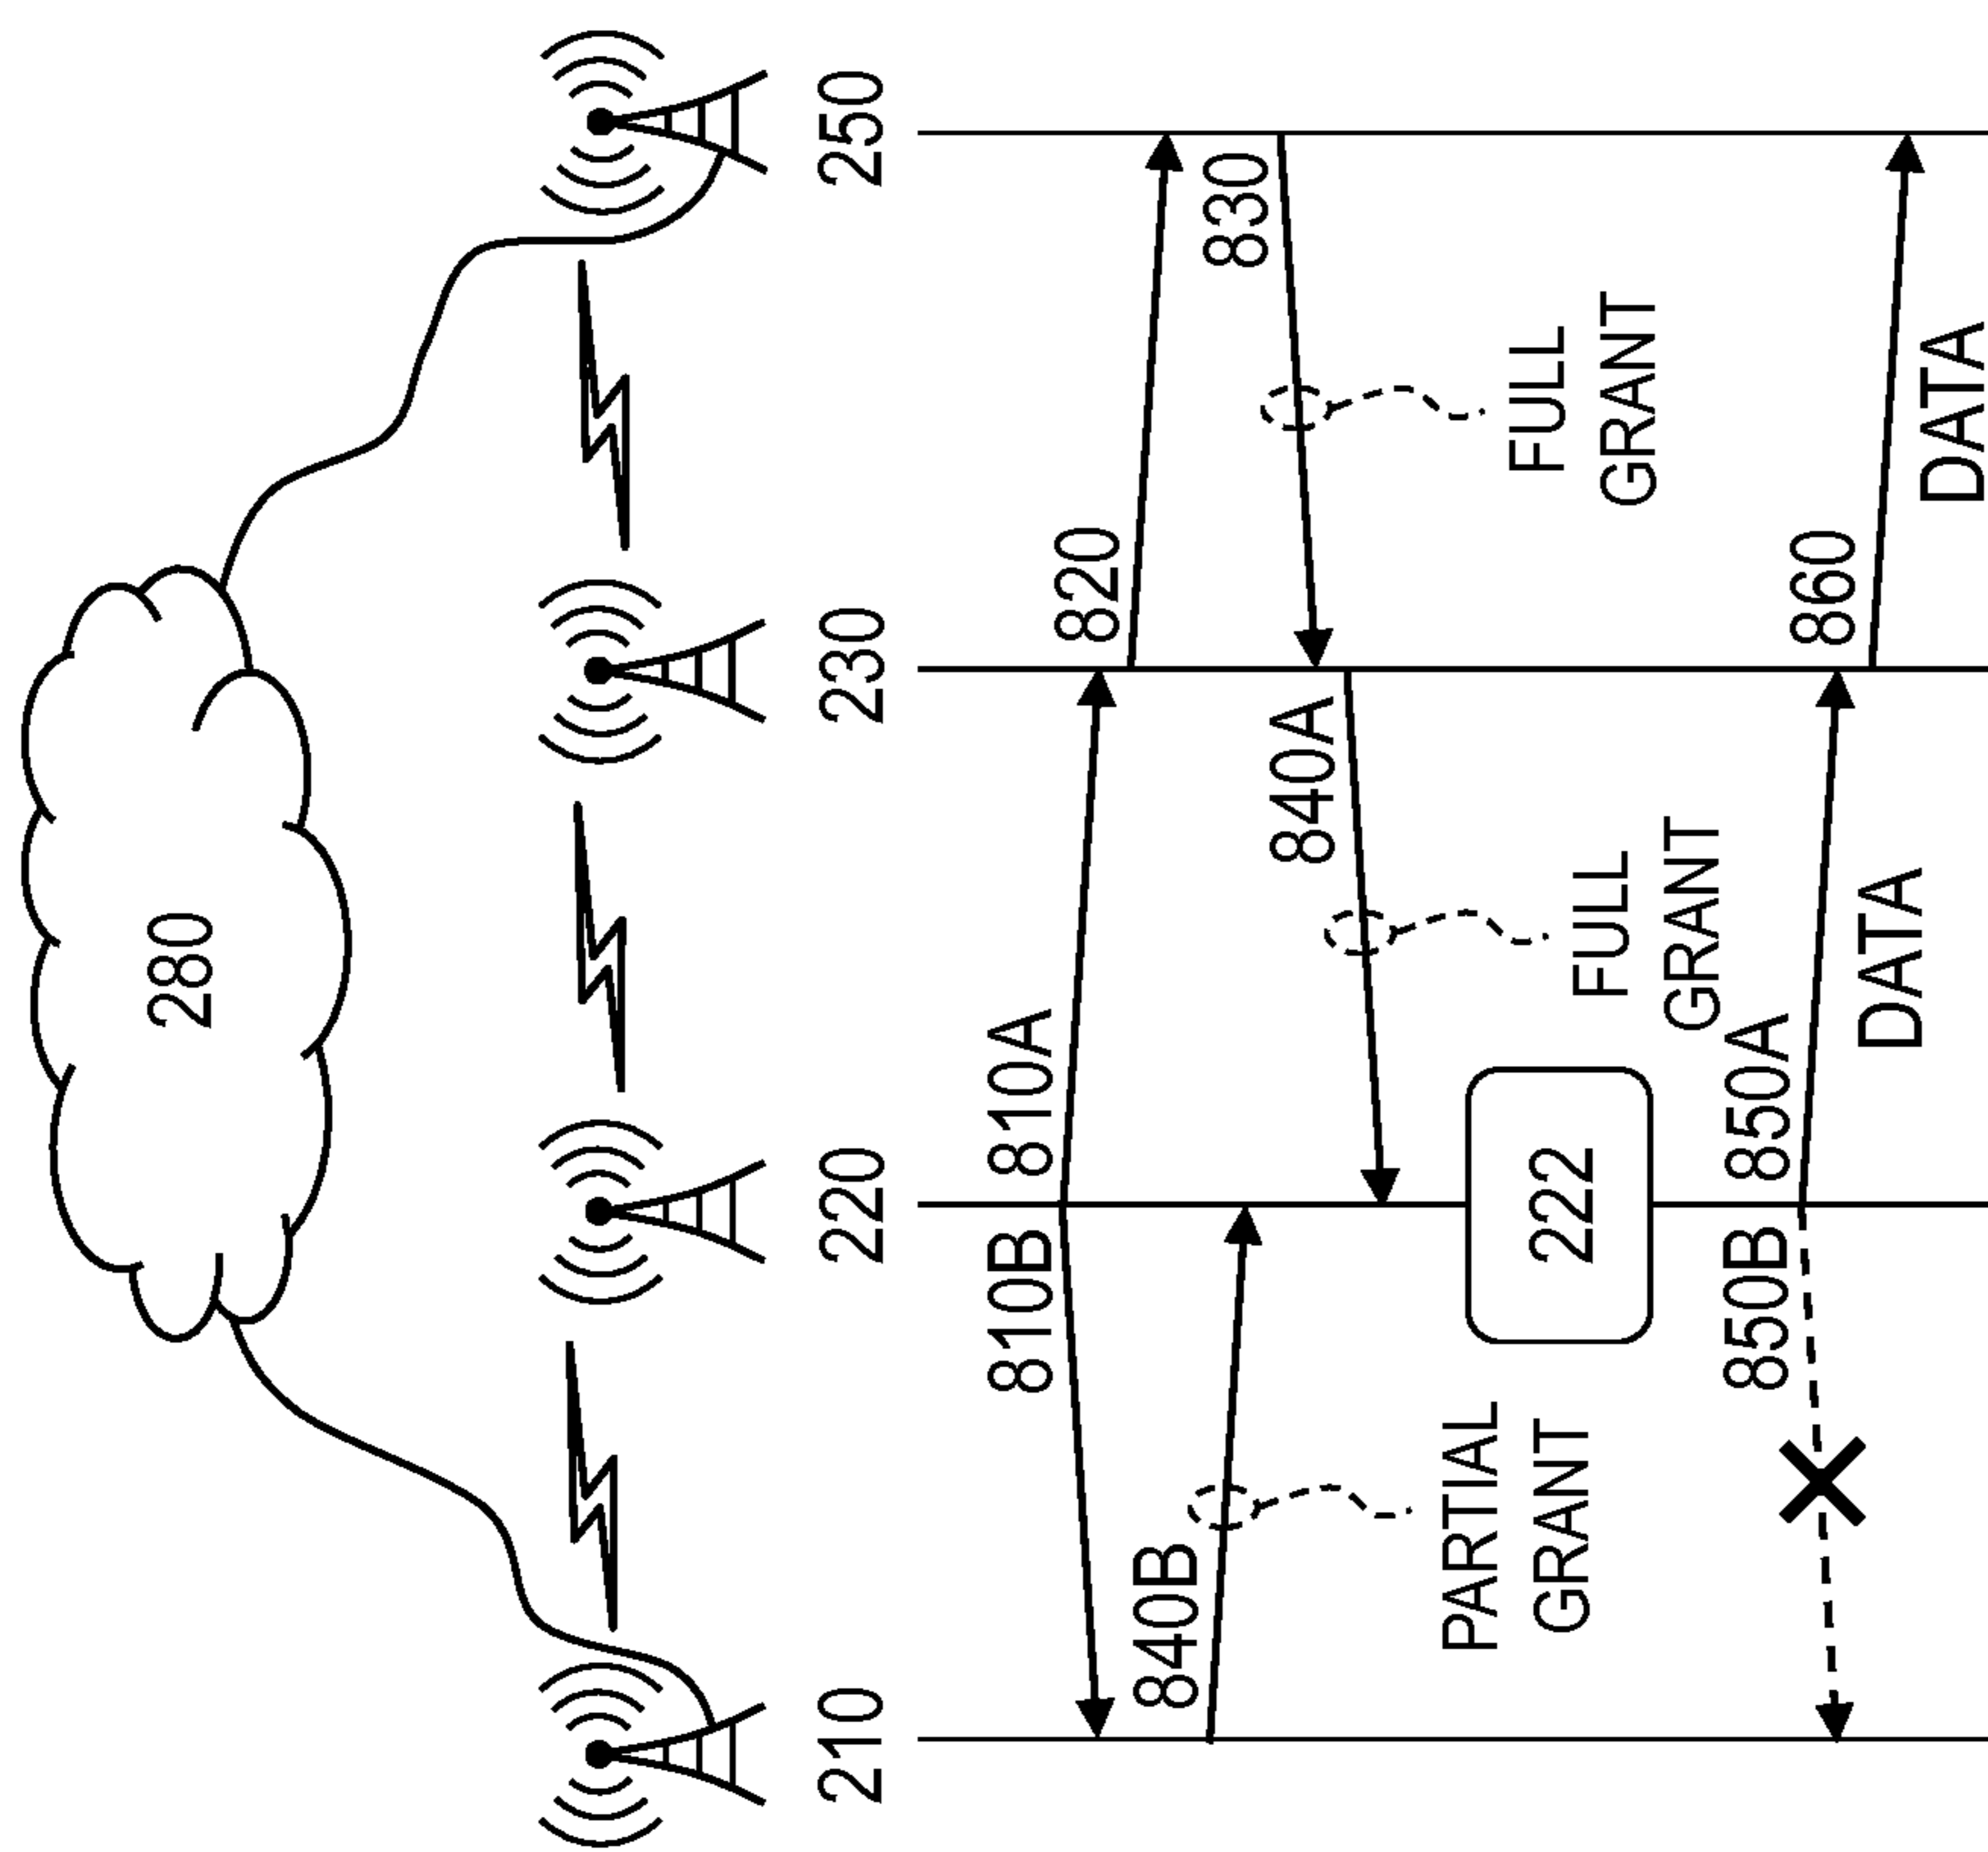 280
210
220
230
250
810B
810A
820
840B
830
840A
PARTIAL
GRANT
222
FULL
GRANT
FULL
GRANT
850B
850A
860
DATA
DATA